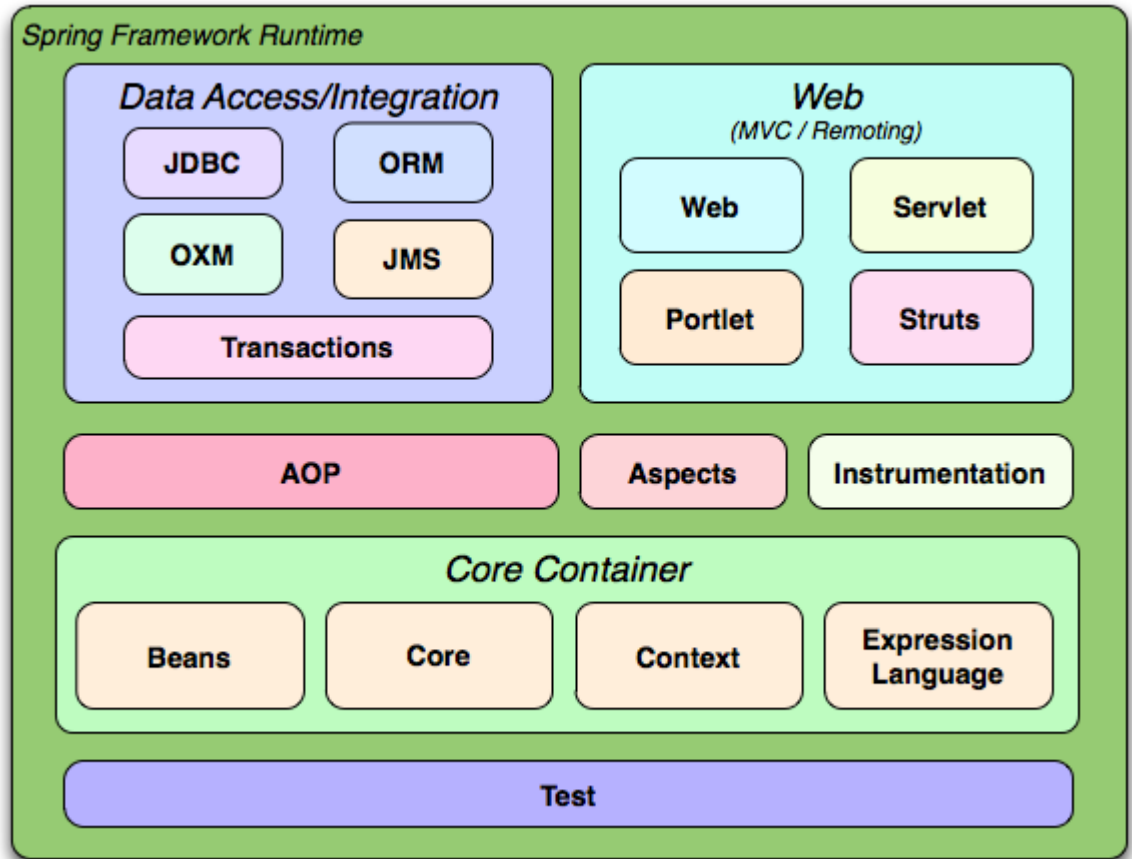 Spring Framework Runtime
Data Access/Integration
JDBC
ORM
OXM
JMS
Transactions
Web
(MVC / Remoting)
Web
Servlet
Portlet
Struts
AOP
Aspects
Instrumentation
Core Container
Beans
Core
Context
Expression
Language
Test